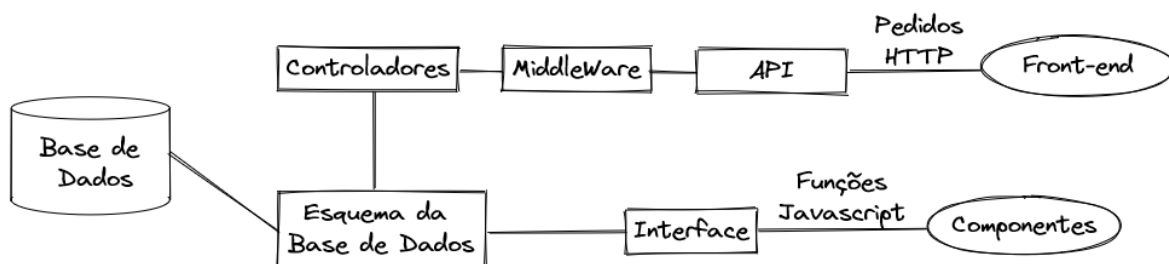 Pedidos
HTTP
Controladores
MiddleWare
API
Front-end
Base de
Dados
Esquema da
Base de Dados
Interface
Funções
Javascript
Componentes